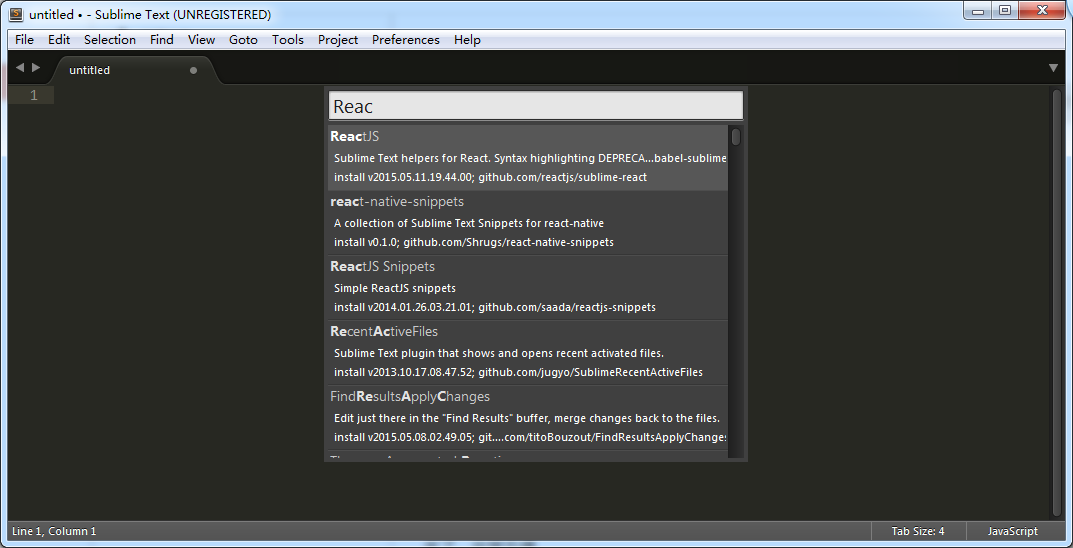 untitled • - Sublime Text (UNREGISTERED)
File Edit Selection Find View Goto Tools Project Preferences Help
untitled
1
Reac
ReactJS
Sublime Text helpers for React. Syntax highlighting DEPRECA...babel-sublime
install v2015.05.11.19.44.00; github.com/reactjs/sublime-react
react-native-snippets
A collection of Sublime Text Snippets for react-native
install v0.1.0; github.com/Shrugs/react-native-snippets
ReactJS Snippets
Simple ReactJS snippets
install v2014.01.26.03.21.01; github.com/saada/reactjs-snippets
RecentActiveFiles
Sublime Text plugin that shows and opens recent activated files.
install v2013.10.17.08.47.52; github.com/jugyo/SublimeRecentActiveFiles
FindResultsApplyChanges
Edit just there in the "Find Results" buffer, merge changes back to the files.
install v2015.05.08.02.49.05; git....com/titoBouzout/FindResultsApplyChanges
Line 1, Column 1
Tab Size: 4
JavaScript